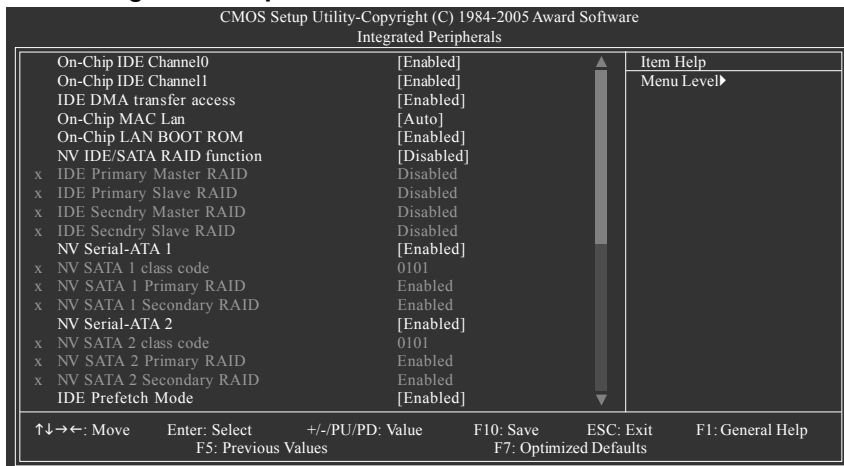 CMOS Setup Utility-Copyright (C) 1984-2005 Award Software
Integrated Peripherals
On-Chip IDE Channel0 [Enabled]
On-Chip IDE Channel1 [Enabled]
IDE DMA transfer access [Enabled]
On-Chip MAC Lan [Auto]
On-Chip LAN BOOT ROM [Enabled]
NV IDE/SATA RAID function [Disabled]
x IDE Primary Master RAID Disabled
x IDE Primary Slave RAID Disabled
x IDE Secndry Master RAID Disabled
x IDE Secndry Slave RAID Disabled
NV Serial-ATA 1 [Enabled]
x NV SATA 1 class code 0101
x NV SATA 1 Primary RAID Enabled
x NV SATA 1 Secondary RAID Enabled
NV Serial-ATA 2 [Enabled]
x NV SATA 2 class code 0101
x NV SATA 2 Primary RAID Enabled
x NV SATA 2 Secondary RAID Enabled
IDE Prefetch Mode [Enabled]
Item Help
Menu Level▶
↑↓→←: Move Enter: Select +/-/PU/PD: Value F10: Save ESC: Exit F1: General Help
F5: Previous Values F7: Optimized Defaults